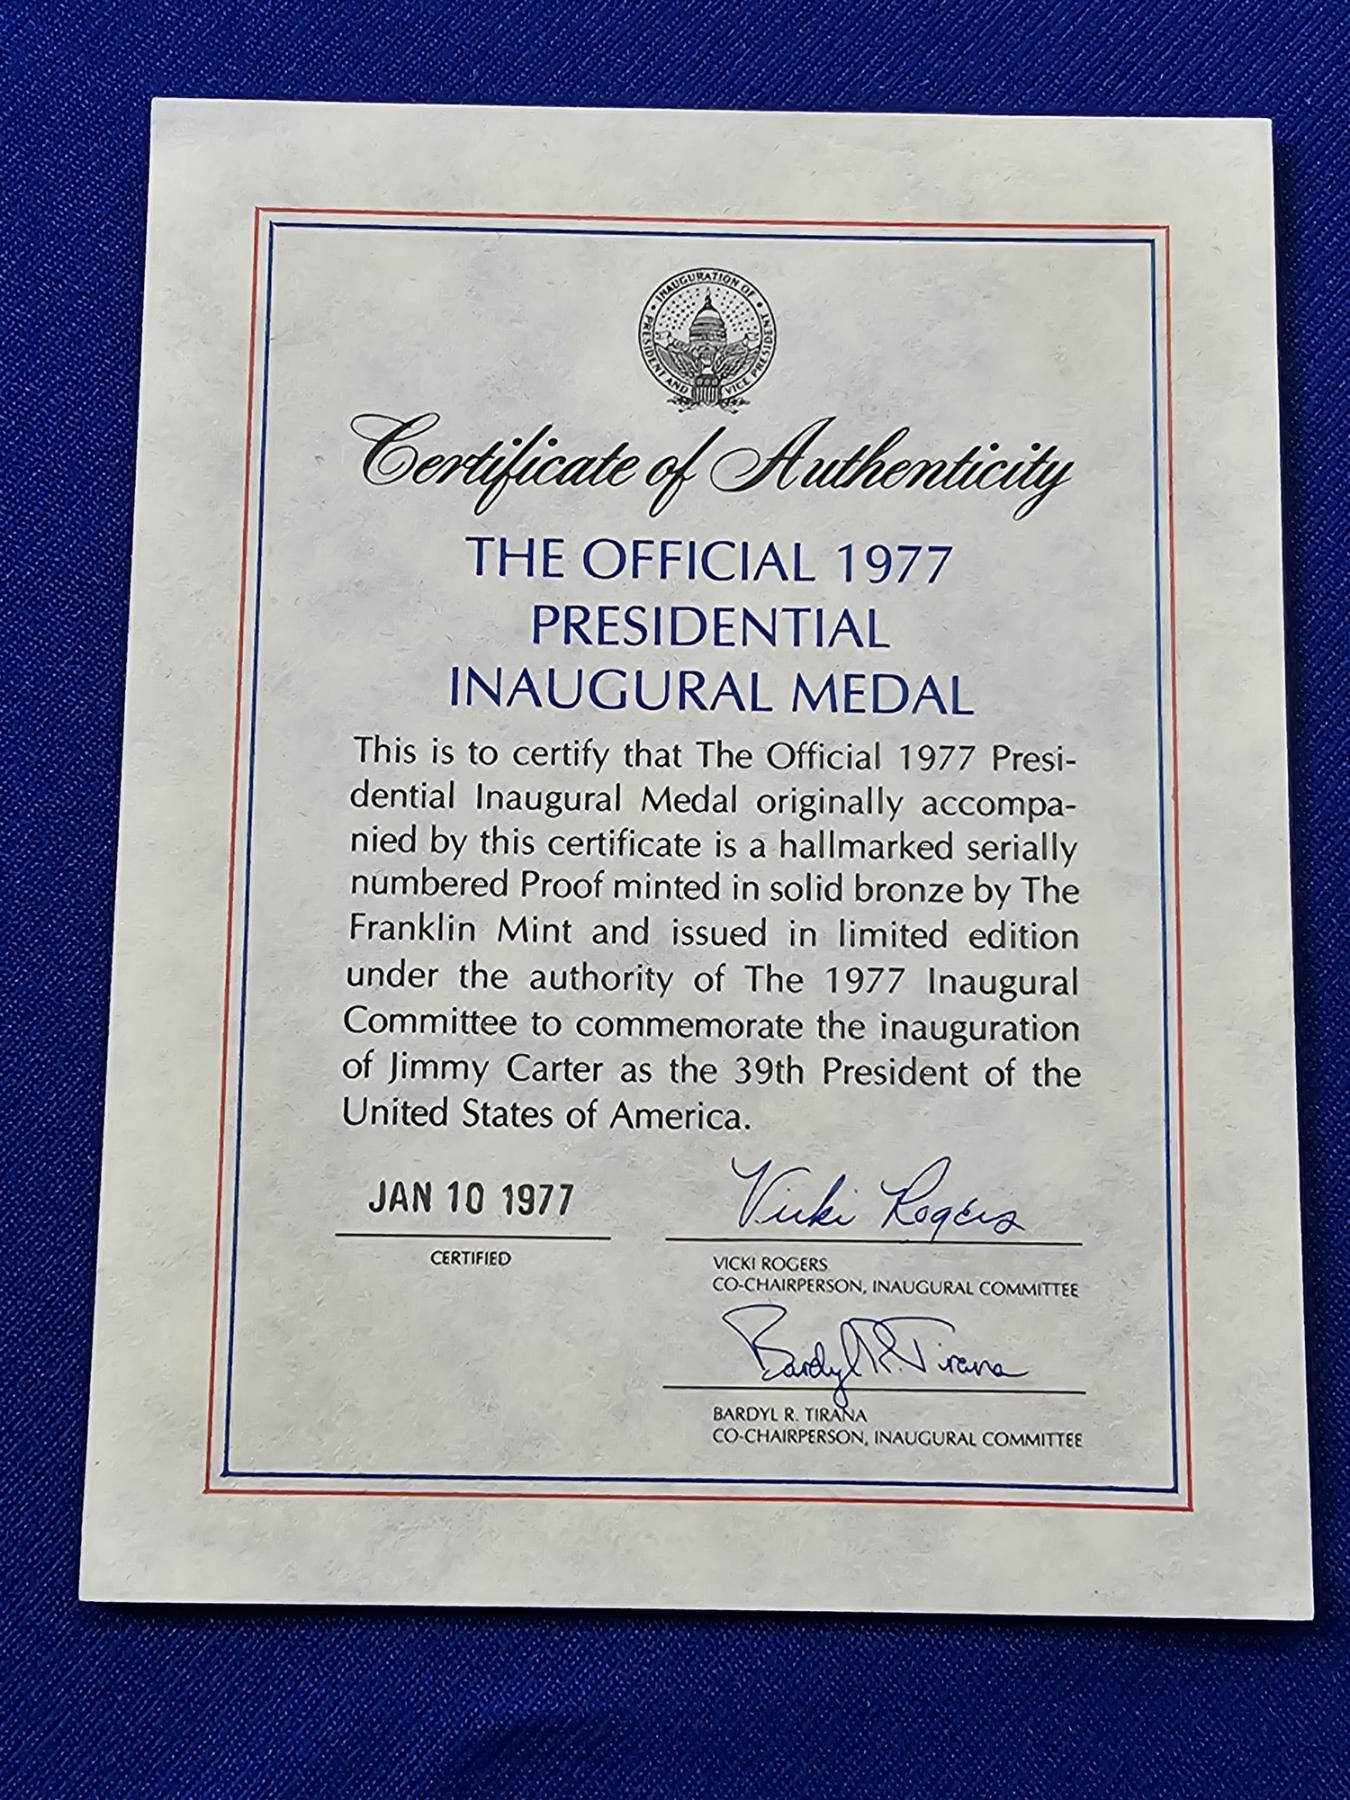 INAUGURATION OF
PRESIDENT AND VICE PRESIDENT
Certificate of Authenticity
THE OFFICIAL 1977
PRESIDENTIAL
INAUGURAL MEDAL
This is to certify that The Official 1977 Presi-
dential Inaugural Medal originally accompa-
nied by this certificate is a hallmarked serially
numbered Proof minted in solid bronze by The
Franklin Mint and issued in limited edition
under the authority of The 1977 Inaugural
Committee to commemorate the inauguration
of Jimmy Carter as the 39th President of the
United States of America.
JAN 10 1977
CERTIFIED
Vicki Rogers
VICKI ROGERS
CO-CHAIRPERSON, INAUGURAL COMMITTEE
Bardyl R. Tirana
BARDYL R. TIRANA
CO-CHAIRPERSON, INAUGURAL COMMITTEE